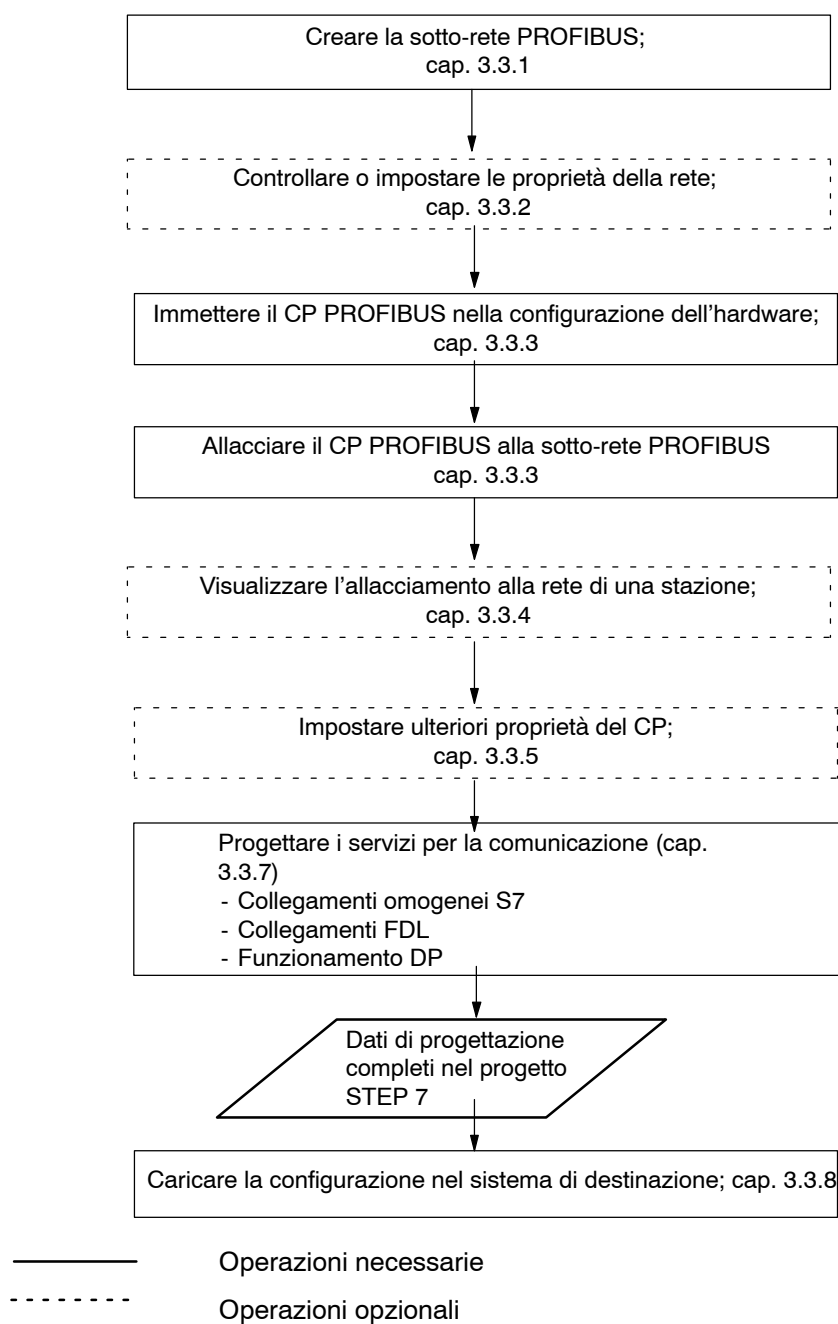 Creare la sotto-rete PROFIBUS;
cap. 3.3.1
Controllare o impostare le proprietà della rete;
cap. 3.3.2
Immettere il CP PROFIBUS nella configurazione dell'hardware;
cap. 3.3.3
Allacciare il CP PROFIBUS alla sotto-rete PROFIBUS
cap. 3.3.3
Visualizzare l'allacciamento alla rete di una stazione;
cap. 3.3.4
Impostare ulteriori proprietà del CP;
cap. 3.3.5
Progettare i servizi per la comunicazione (cap.
3.3.7)
- Collegamenti omogenei S7
- Collegamenti FDL
- Funzionamento DP
Dati di progettazione
completi nel progetto
STEP 7
Caricare la configurazione nel sistema di destinazione; cap. 3.3.8
Operazioni necessarie
Operazioni opzionali